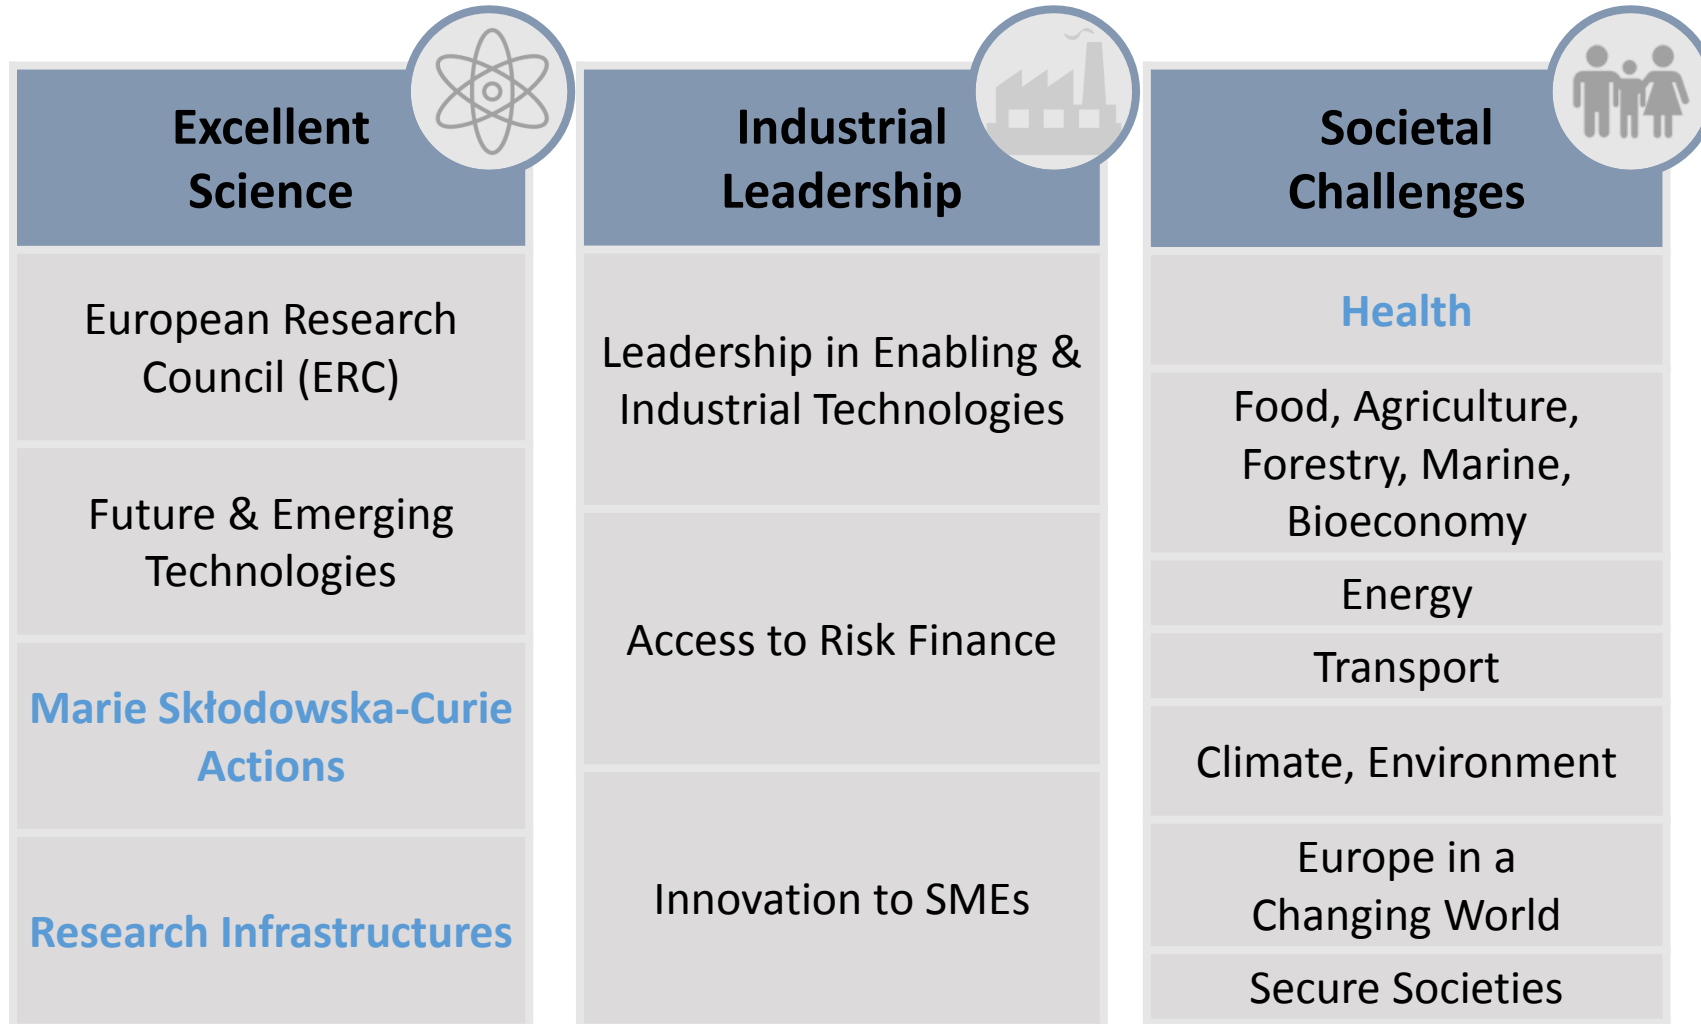 Excellent
Science
European Research
Council (ERC)
Future & Emerging
Technologies
Marie Skłodowska-Curie
Actions
Research Infrastructures
Industrial
Leadership
Leadership in Enabling &
Industrial Technologies
Access to Risk Finance
Innovation to SMEs
Societal
Challenges
Health
Food, Agriculture,
Forestry, Marine,
Bioeconomy
Energy
Transport
Climate, Environment
Europe in a
Changing World
Secure Societies